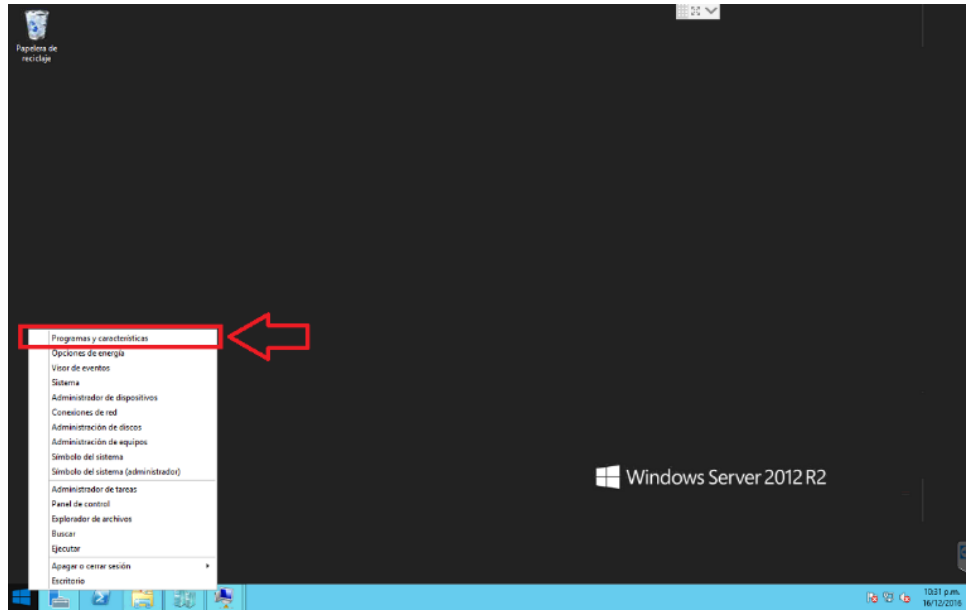 Papelera de
reciclaje
Programas y características
Opciones de energía
Visor de eventos
Sistema
Administrador de dispositivos
Conexiones de red
Administración de discos
Administración de equipos
Símbolo del sistema
Símbolo del sistema (administrador)
Administrador de tareas
Panel de control
Explorador de archivos
Buscar
Ejecutar
Apagar o cerrar sesión
Escritorio
Windows Server 2012 R2
10:31 p.m.
16/12/2016